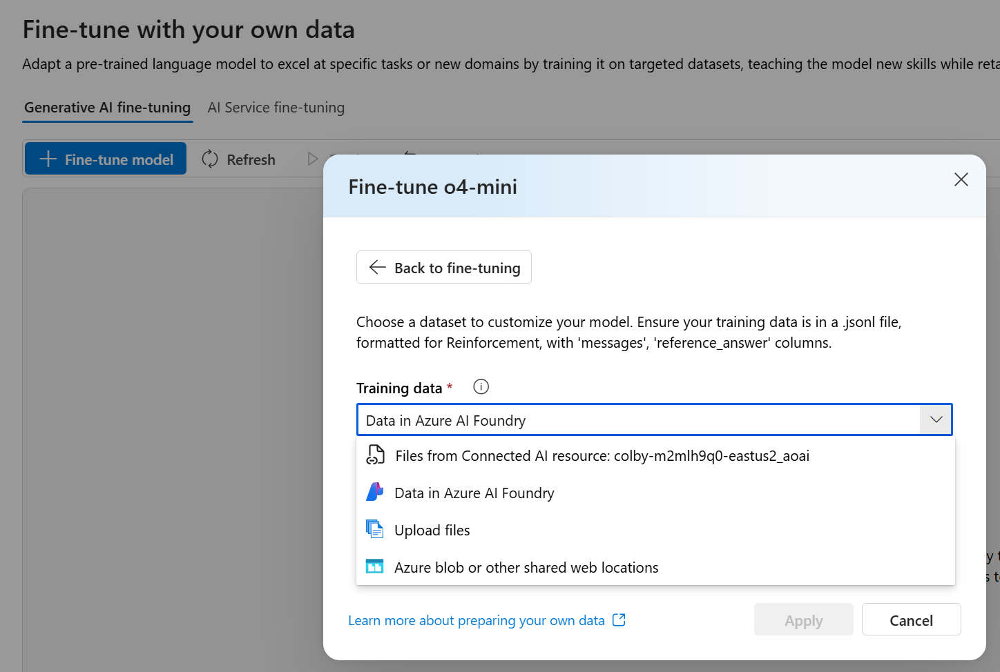 Fine-tune with your own data
Adapt a pre-trained language model to excel at specific tasks or new domains by training it on targeted datasets, teaching the model new skills while reta
Generative AI fine-tuning
AI Service fine-tuning
Fine-tune model
Refresh
Fine-tune o4-mini
Back to fine-tuning
Choose a dataset to customize your model. Ensure your training data is in a .jsonl file,
formatted for Reinforcement, with 'messages', 'reference_answer' columns.
Training data *
Data in Azure AI Foundry
Files from Connected AI resource: colby-m2mlh9q0-eastus2_aoai
Data in Azure AI Foundry
Upload files
Azure blob or other shared web locations
Learn more about preparing your own data
Apply
Cancel